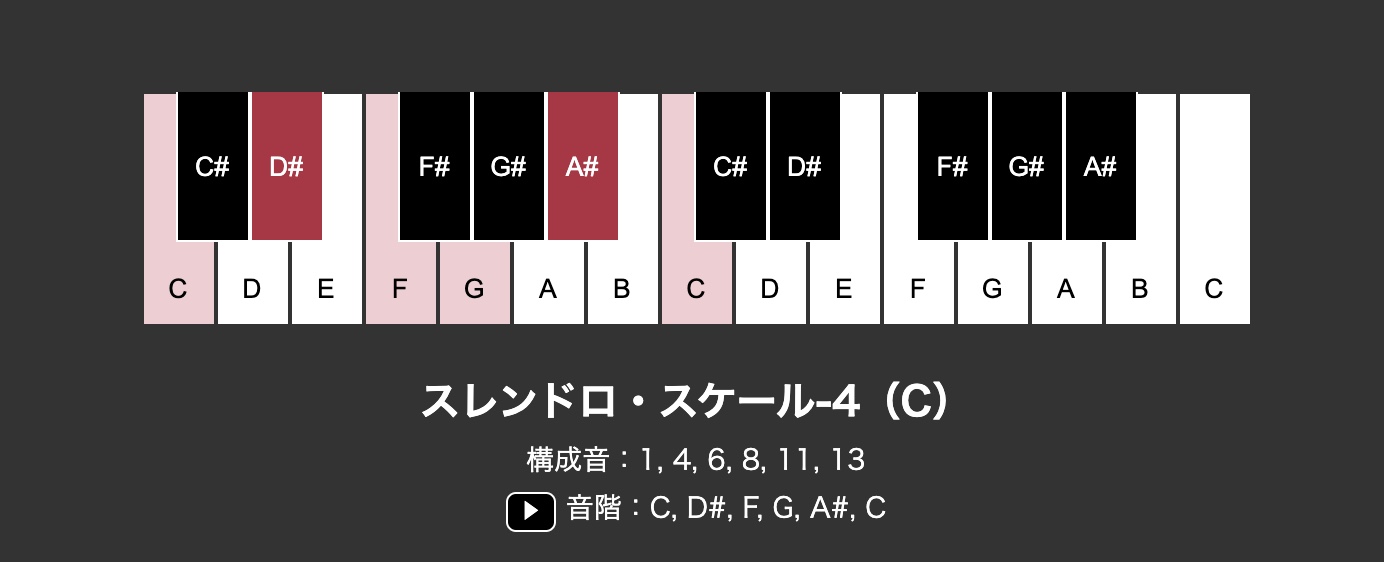 C# D# F# G# A# C# D# F# G# A#
C D E F G A B C D E F G A B C
スレンドロ・スケール-4（C）
構成音：1, 4, 6, 8, 11, 13
音階：C, D#, F, G, A#, C